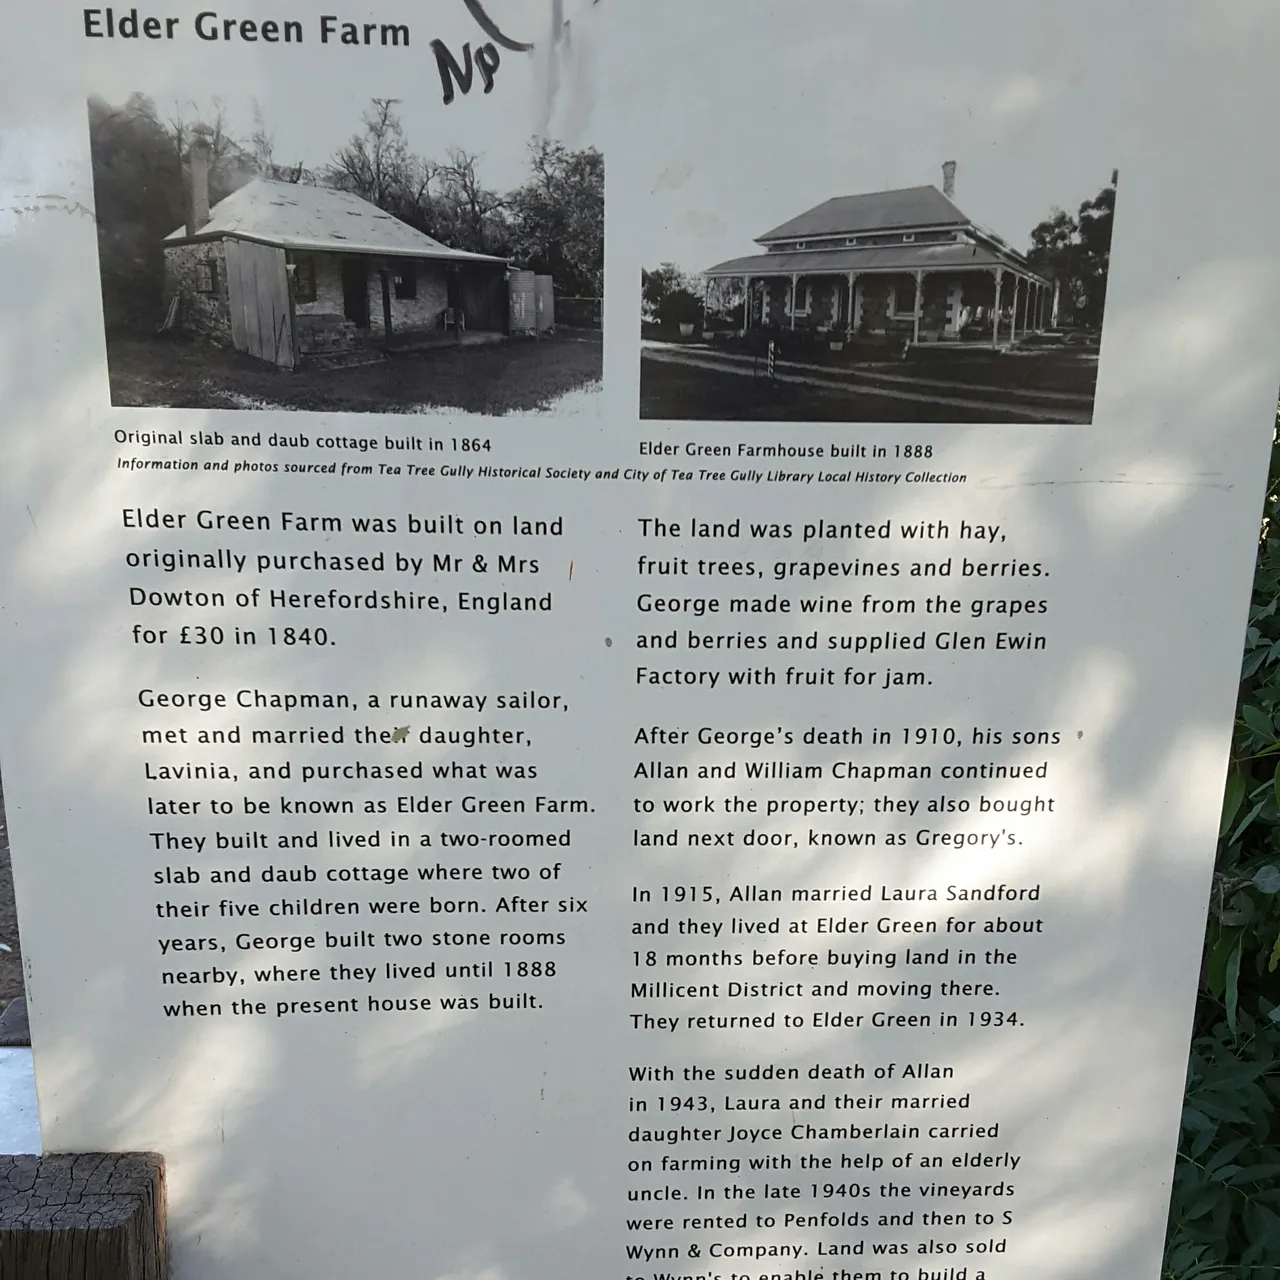 Elder Green Farm
NP
Original slab and daub cottage built in 1864
Elder Green Farmhouse built in 1888
Information and photos sourced from Tea Tree Gully Historical Society and City of Tea Tree Gully Library Local History Collection
Elder Green Farm was built on land
originally purchased by Mr & Mrs
Dowton of Herefordshire, England
for £30 in 1840.
George Chapman, a runaway sailor,
met and married their daughter,
Lavinia, and purchased what was
later to be known as Elder Green Farm.
They built and lived in a two-roomed
slab and daub cottage where two of
their five children were born. After six
years, George built two stone rooms
nearby, where they lived until 1888
when the present house was built.
The land was planted with hay,
fruit trees, grapevines and berries.
George made wine from the grapes
and berries and supplied Glen Ewin
Factory with fruit for jam.
After George's death in 1910, his sons
Allan and William Chapman continued
to work the property; they also bought
land next door, known as Gregory's.
In 1915, Allan married Laura Sandford
and they lived at Elder Green for about
18 months before buying land in the
Millicent District and moving there.
They returned to Elder Green in 1934.
With the sudden death of Allan
in 1943, Laura and their married
daughter Joyce Chamberlain carried
on farming with the help of an elderly
uncle. In the late 1940s the vineyards
were rented to Penfolds and then to S
Wynn & Company. Land was also sold
to Wynn's to enable them to build a